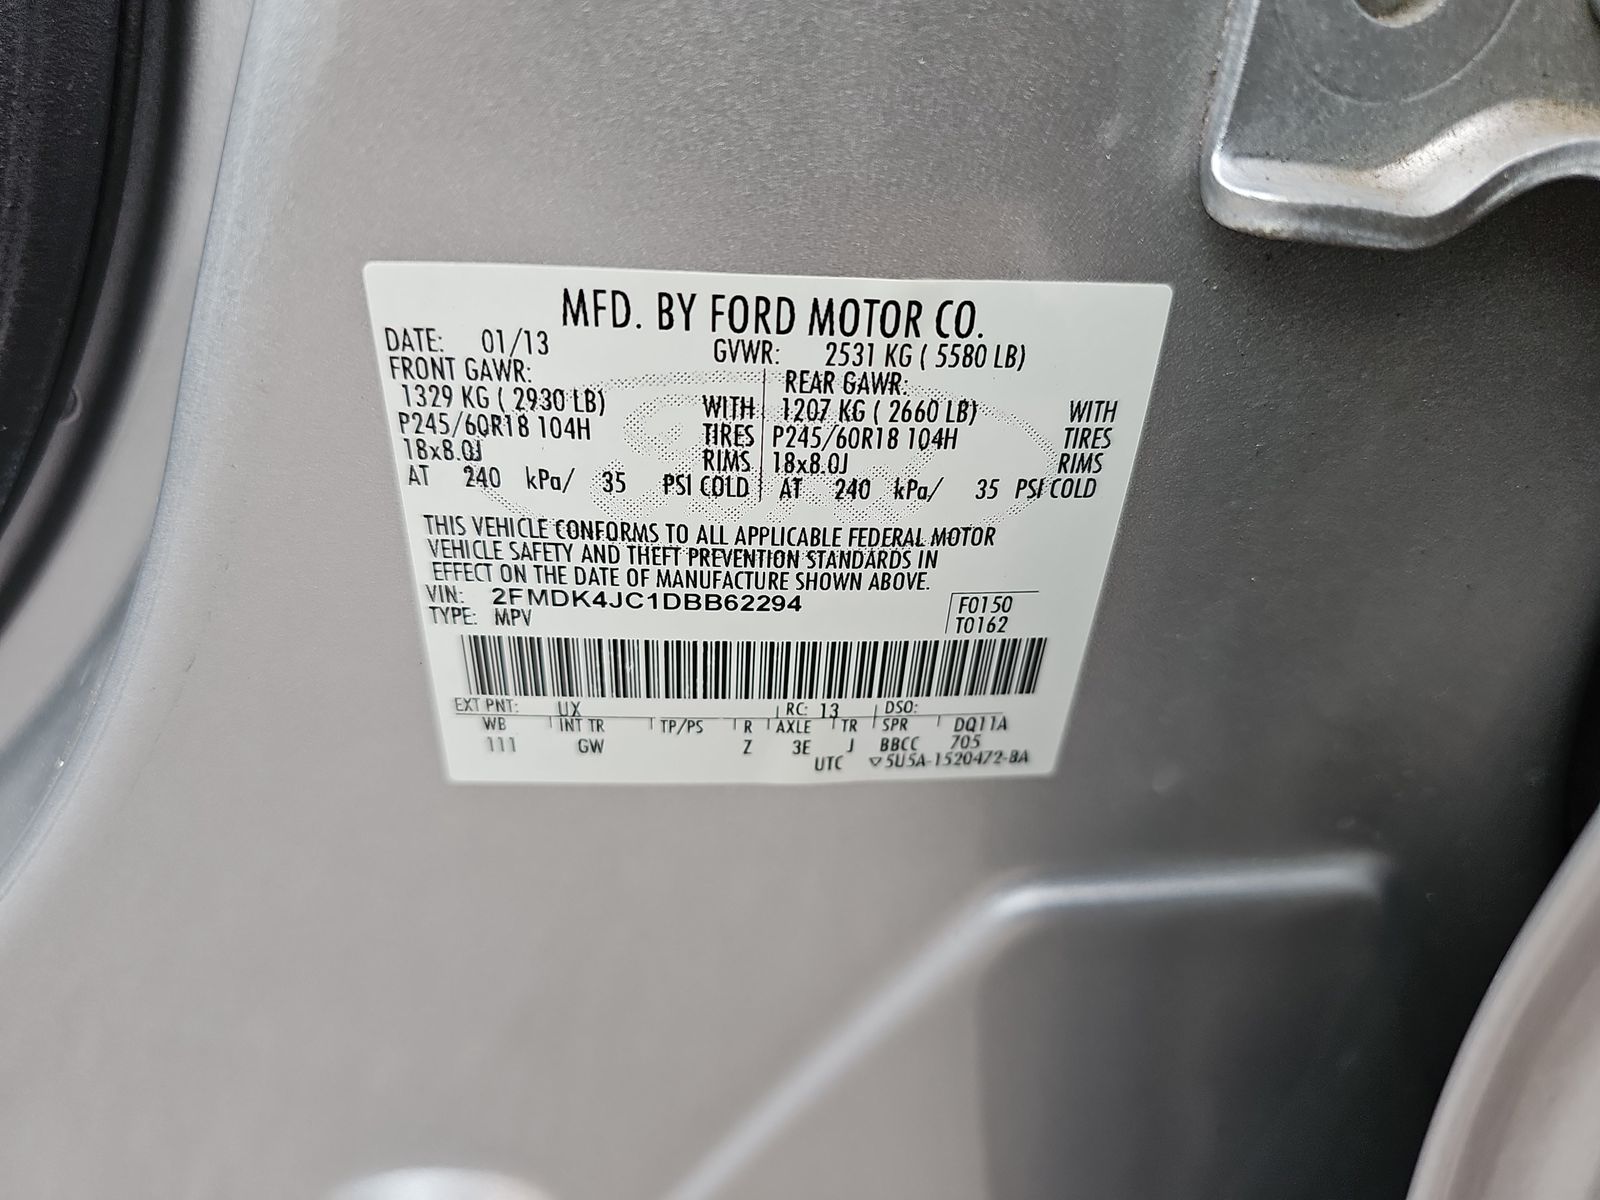 MFD. BY FORD MOTOR CO.
DATE: 01/13 GVWR: 2531 KG ( 5580 LB)
FRONT GAWR: REAR GAWR:
1329 KG ( 2930 LB) WITH 1207 KG ( 2660 LB) WITH
P245/60R18 104H TIRES P245/60R18 104H TIRES
18x8.0J RIMS 18x8.0J RIMS
AT 240 kPa/ 35 PSI COLD AT 240 kPa/ 35 PSI COLD
THIS VEHICLE CONFORMS TO ALL APPLICABLE FEDERAL MOTOR
VEHICLE SAFETY AND THEFT PREVENTION STANDARDS IN
EFFECT ON THE DATE OF MANUFACTURE SHOWN ABOVE.
VIN: 2FMDK4JC1DBB62294 F0150
TYPE: MPV T0162
EXT PNT: UX RC: 13 DSO:
WB INT TR TP/PS R AXLE TR SPR DQ11A
111 GW Z 3E J BBCC 705
UTC ▽5U5A-1520472-BA